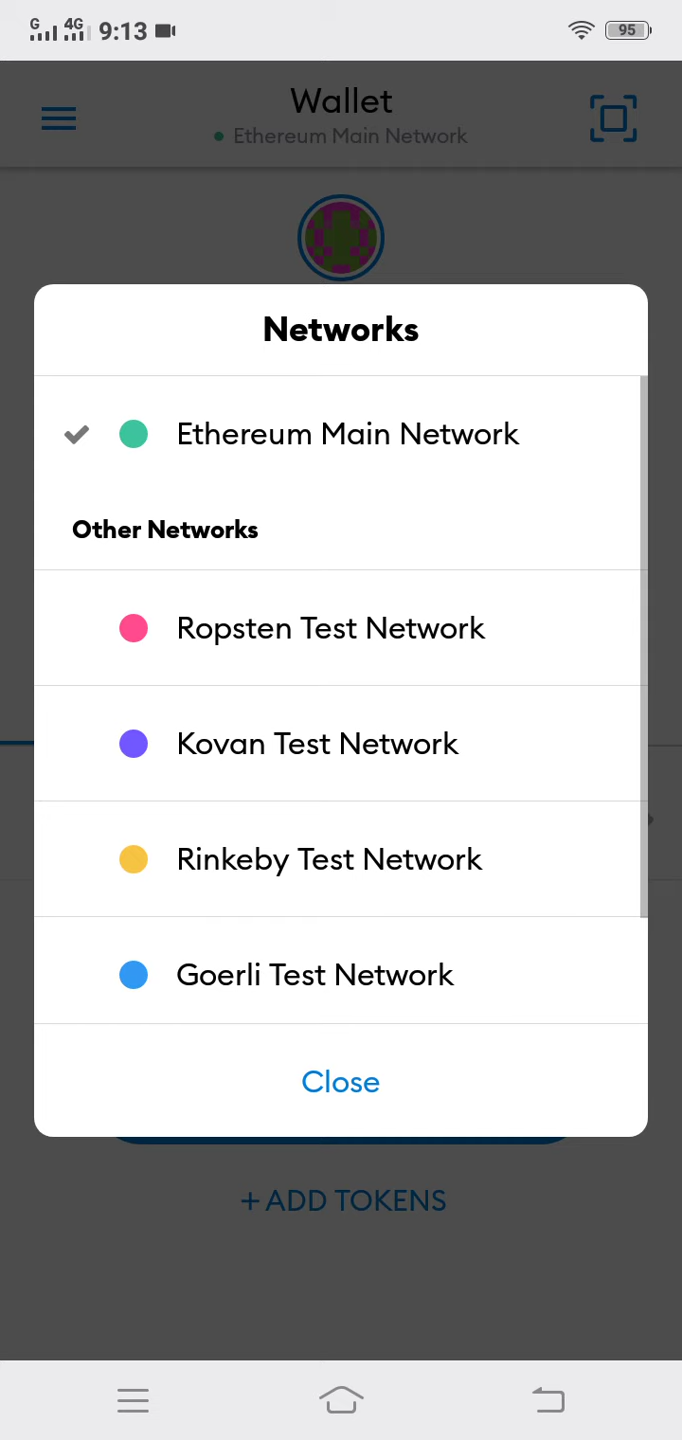 G 4G 9:13 95
Wallet
Ethereum Main Network
Networks
Ethereum Main Network
Other Networks
Ropsten Test Network
Kovan Test Network
Rinkeby Test Network
Goerli Test Network
Close
+ ADD TOKENS